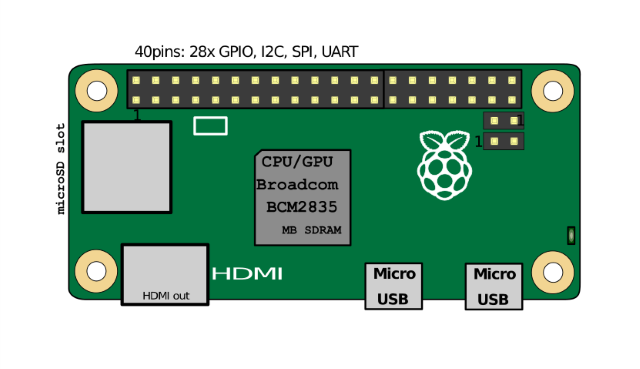 40pins: 28x GPIO, I2C, SPI, UART
1
1
1
microSD slot
CPU/GPU
Broadcom
BCM2835
MB SDRAM
HDMI
HDMI out
Micro
USB
Micro
USB